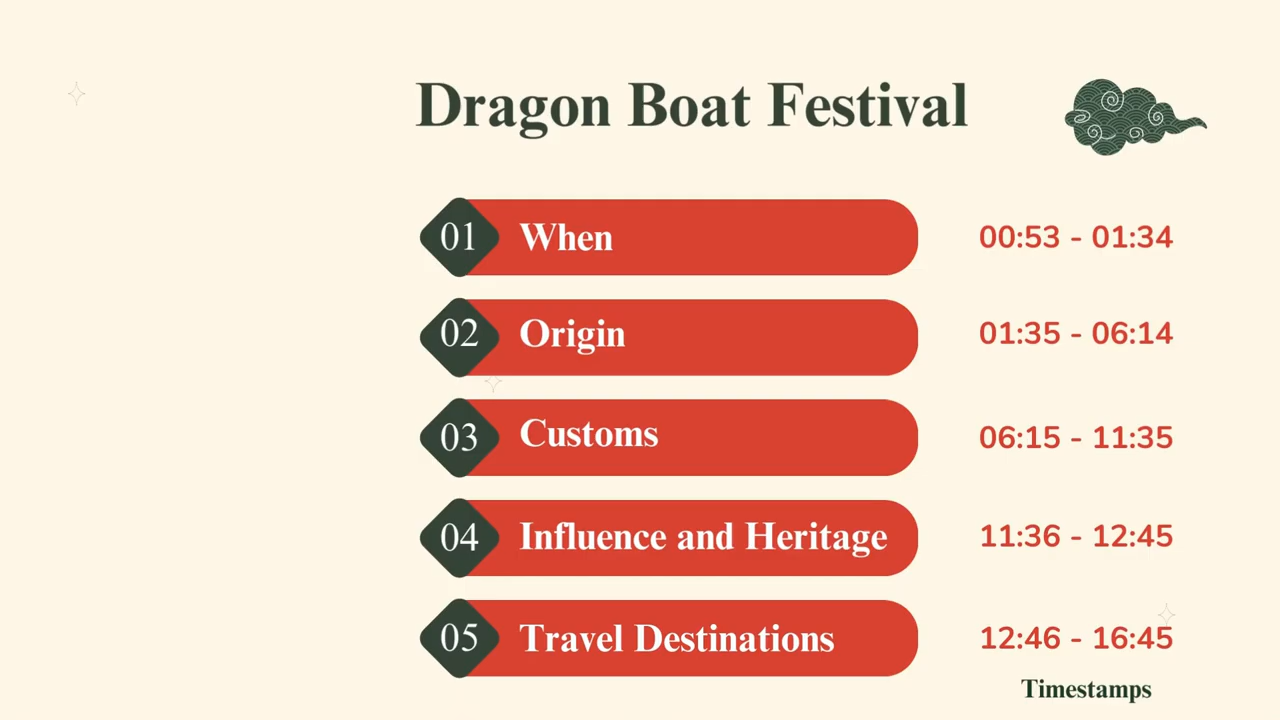 Dragon Boat Festival
01 When 00:53 - 01:34
02 Origin 01:35 - 06:14
03 Customs 06:15 - 11:35
04 Influence and Heritage 11:36 - 12:45
05 Travel Destinations 12:46 - 16:45
Timestamps